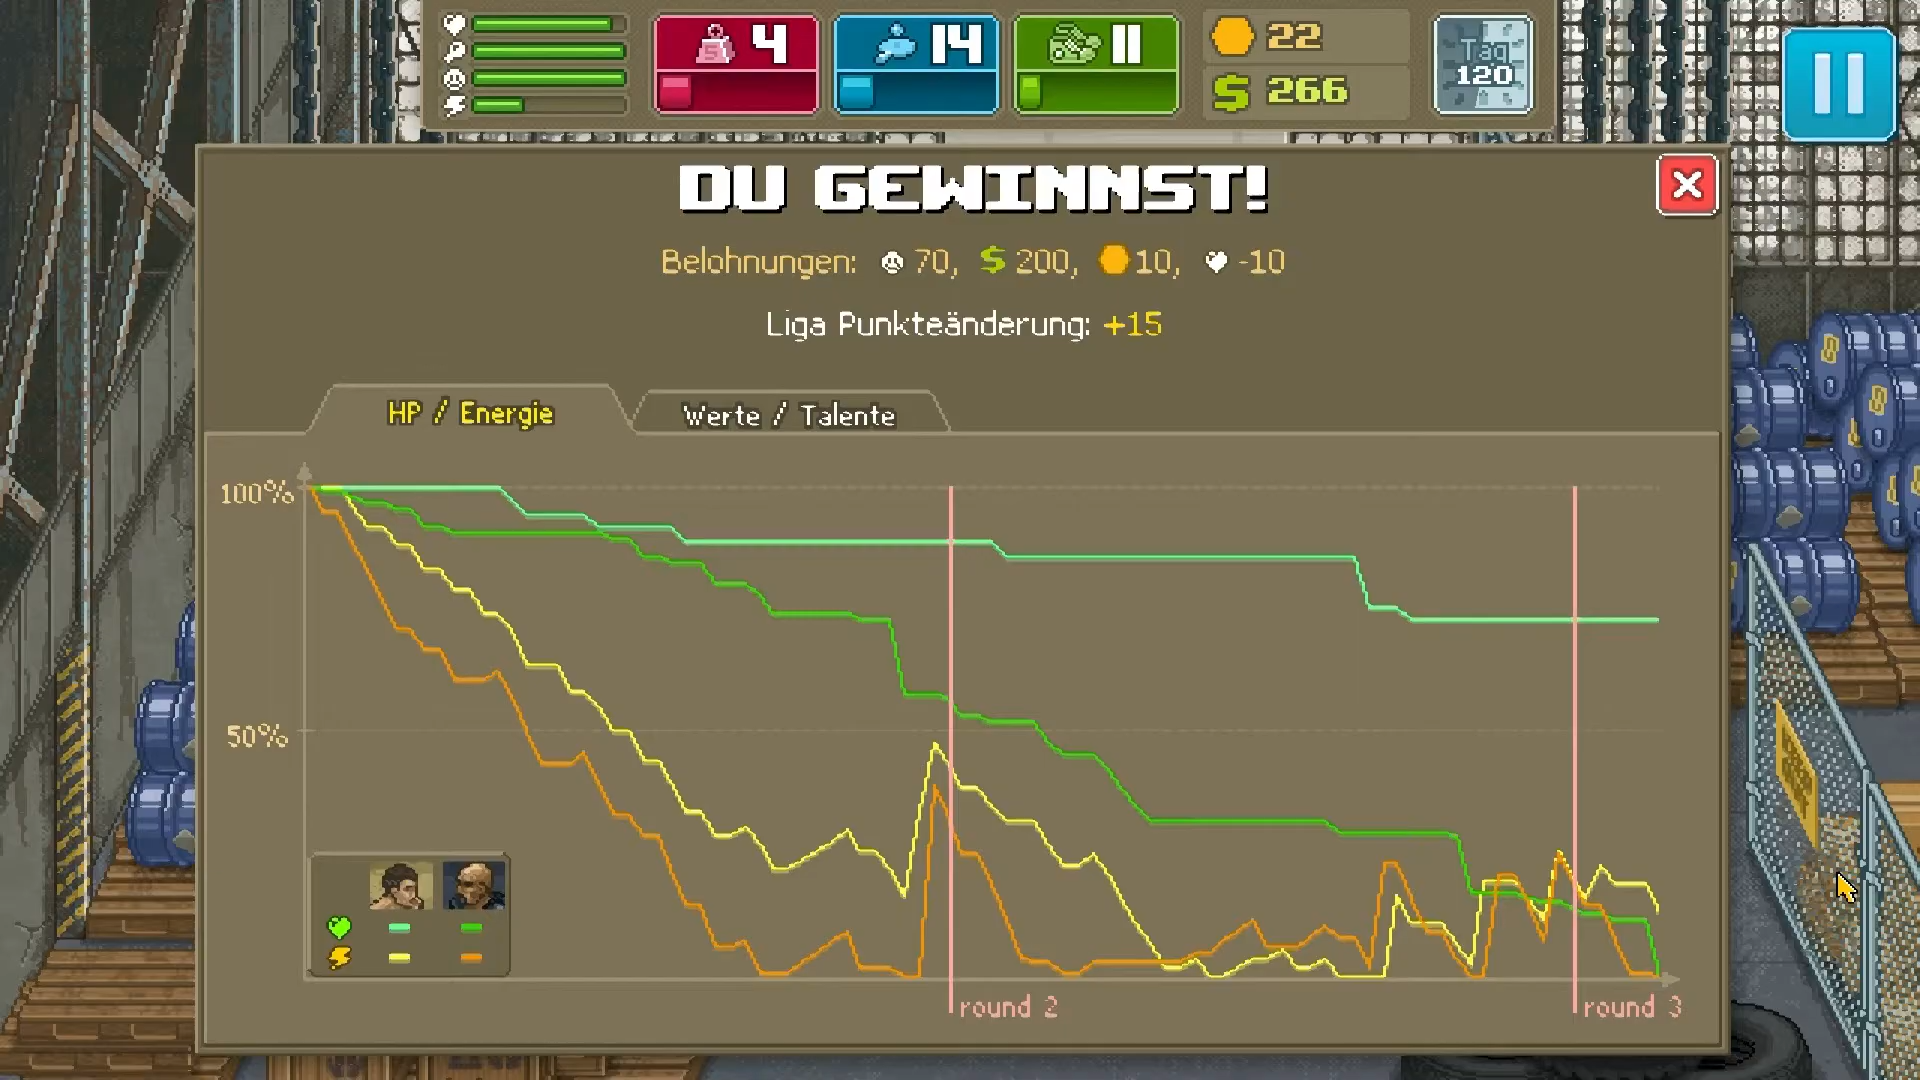 4
14
11
22
266
Tag
120
DU GEWINNST!
Belohnungen: 70, $ 200, 10, -10
Liga Punkteänderung: +15
HP / Energie
Werte / Talente
100%
50%
round 2
round 3